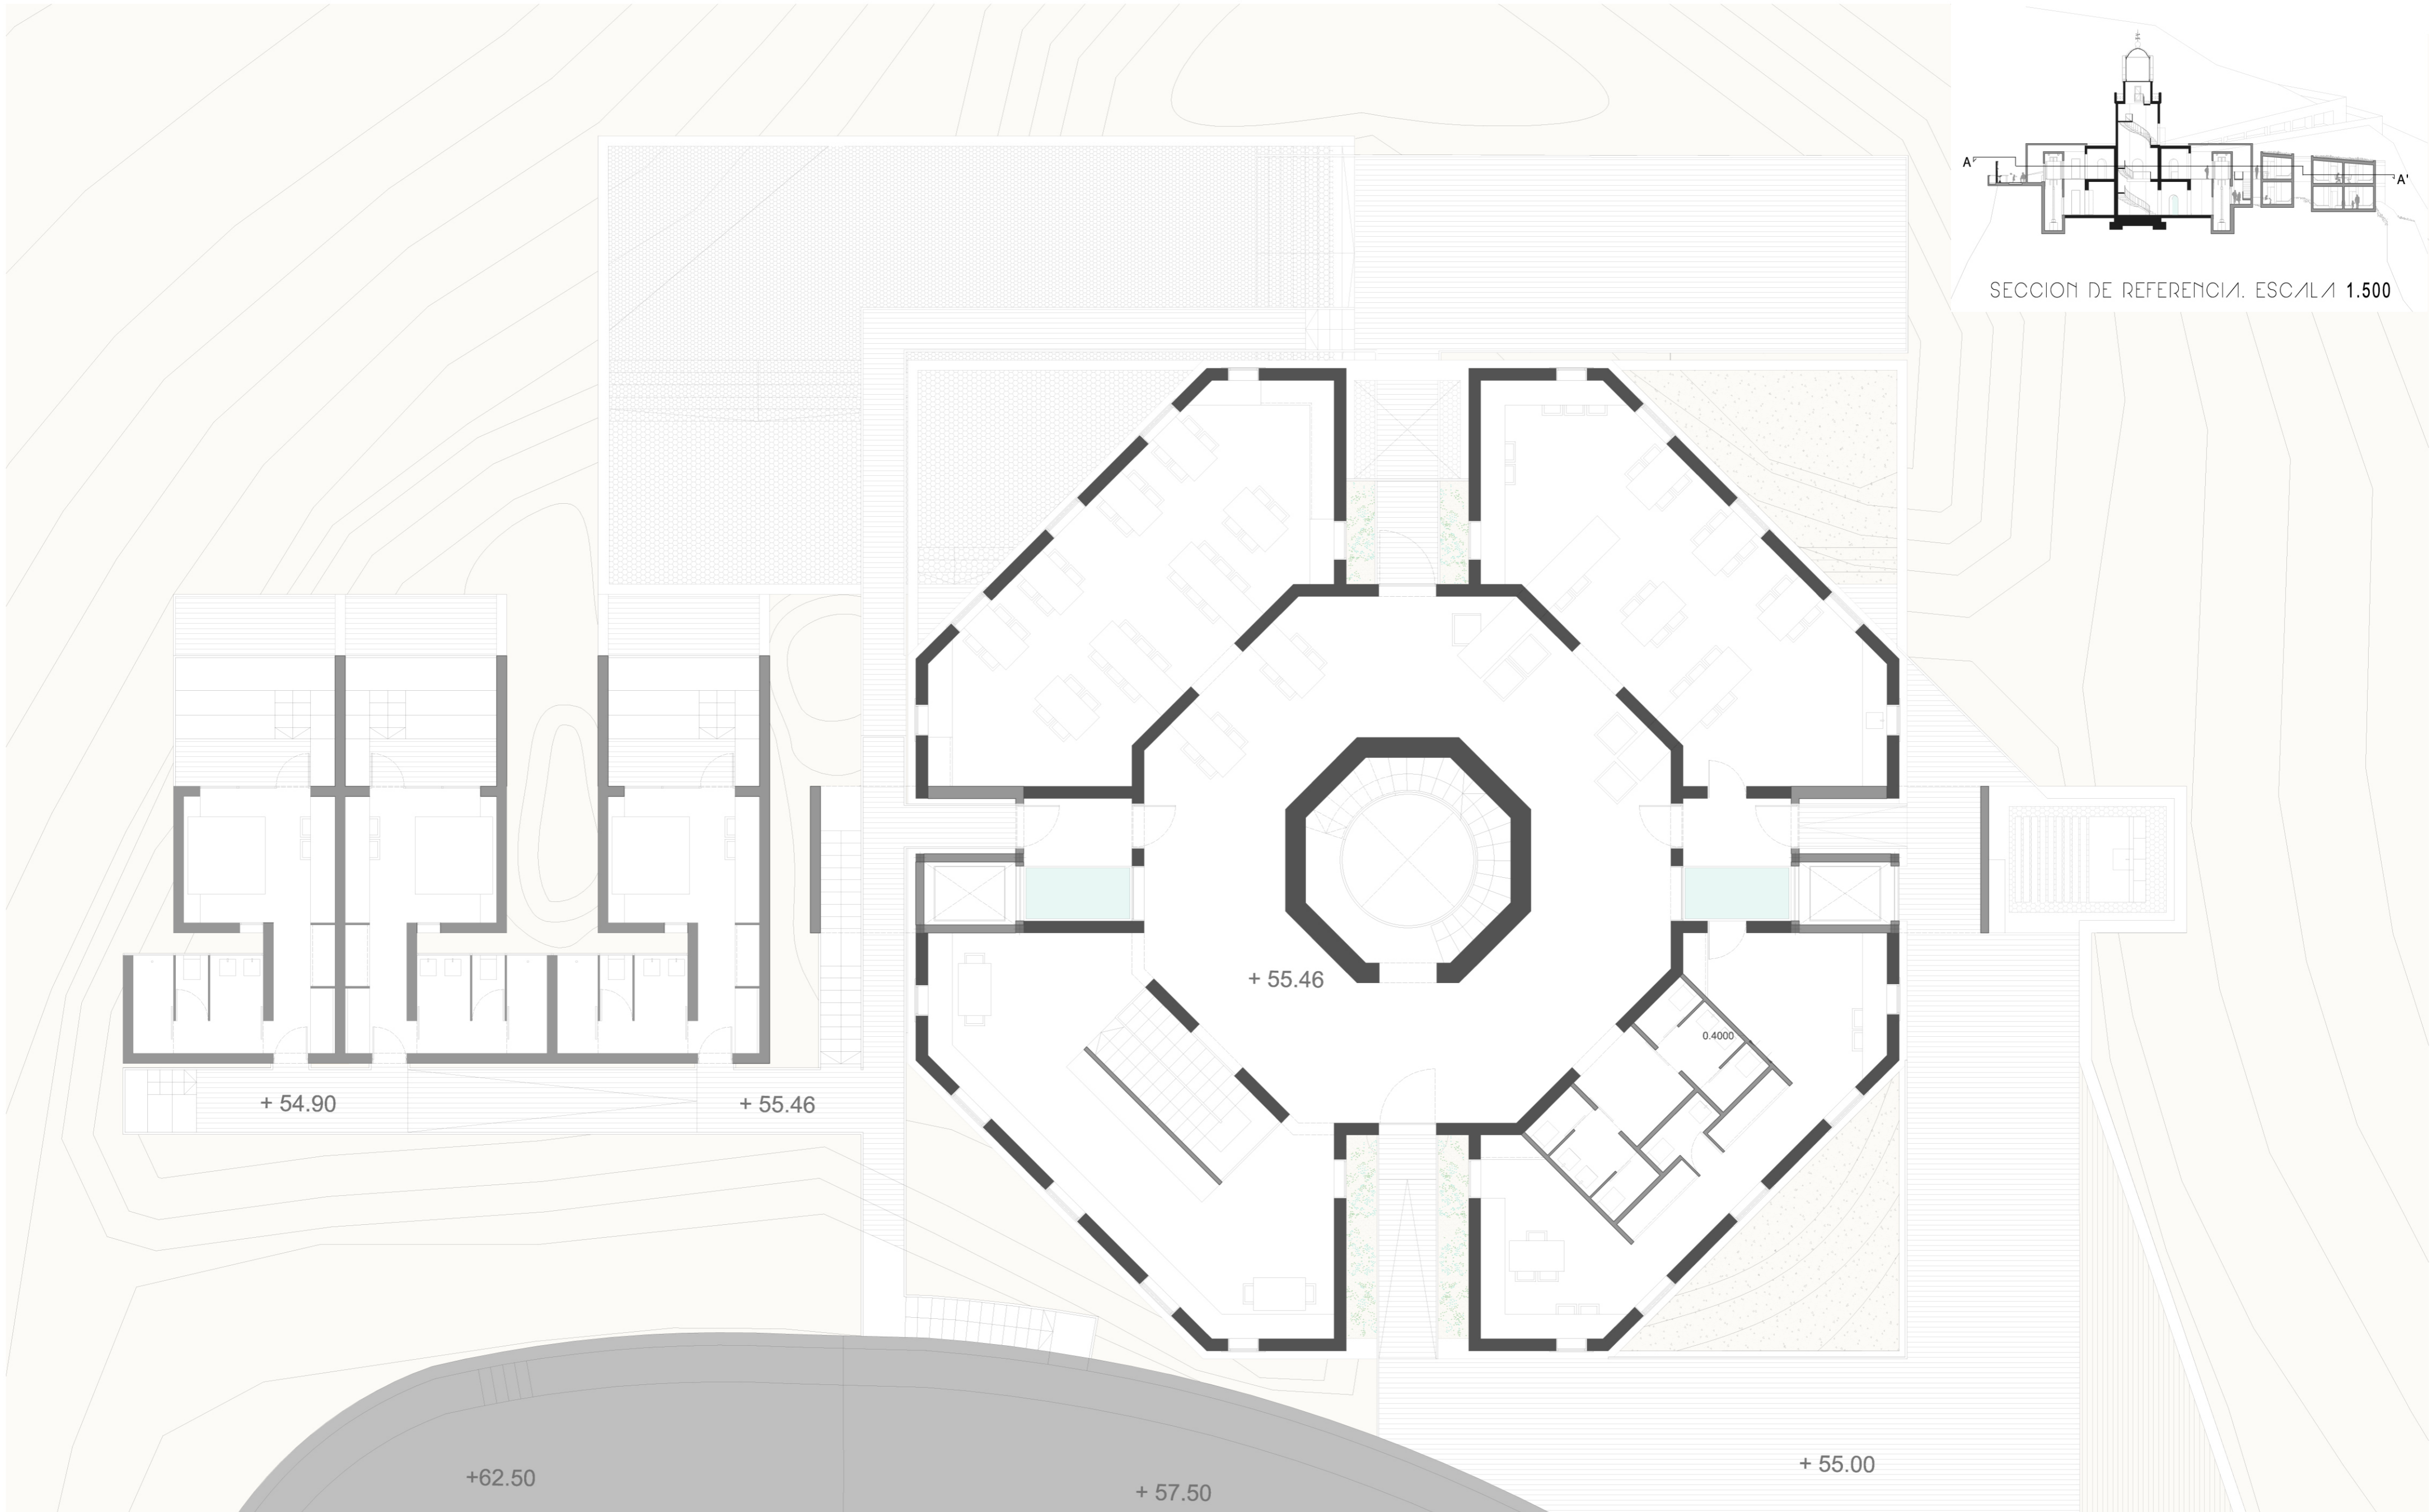 A
A'
SECCION DE REFERENCIA. ESCALA 1.500
+ 55.46
0.4000
+ 54.90
+ 55.46
+62.50
+ 57.50
+ 55.00